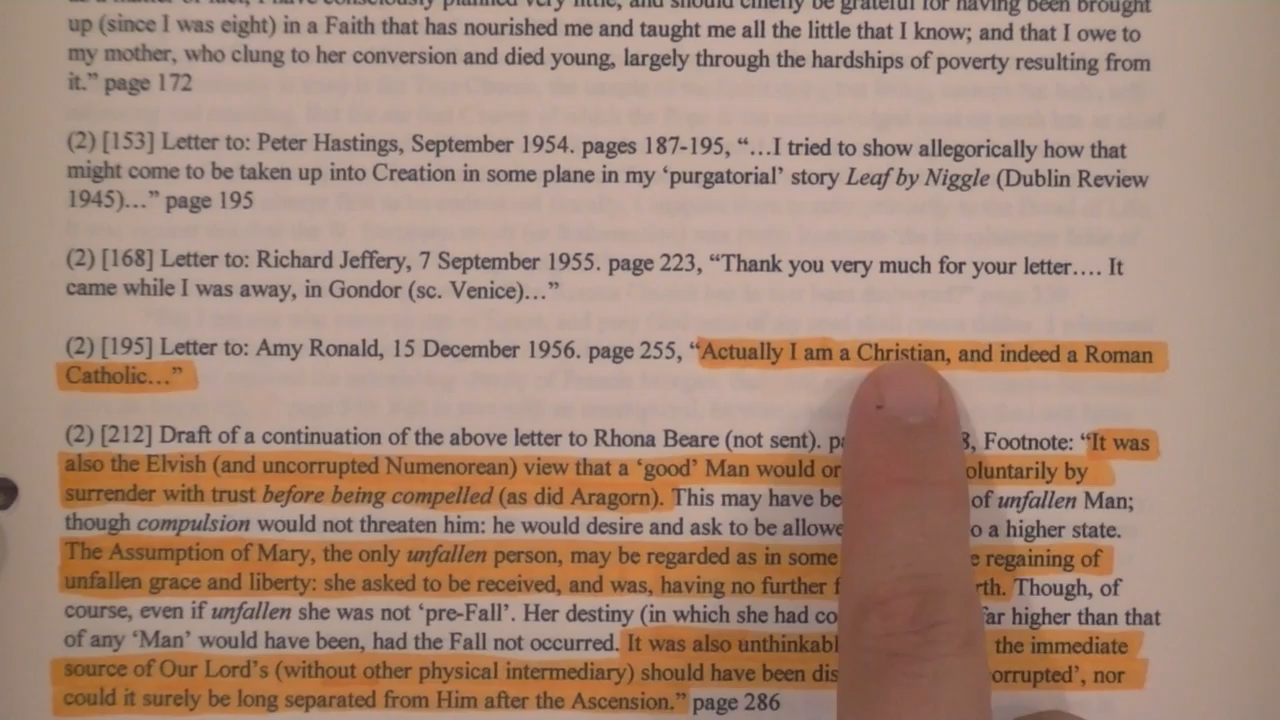 up (since I was eight) in a Faith that has nourished me and taught me all the little that I know; and that I owe to
my mother, who clung to her conversion and died young, largely through the hardships of poverty resulting from
it.” page 172
(2) [153] Letter to: Peter Hastings, September 1954. pages 187-195, “…I tried to show allegorically how that
might come to be taken up into Creation in some plane in my ‘purgatorial’ story Leaf by Niggle (Dublin Review
1945)…” page 195
(2) [168] Letter to: Richard Jeffery, 7 September 1955. page 223, “Thank you very much for your letter…. It
came while I was away, in Gondor (sc. Venice)…”
(2) [195] Letter to: Amy Ronald, 15 December 1956. page 255, “Actually I am a Christian, and indeed a Roman
Catholic…”
(2) [212] Draft of a continuation of the above letter to Rhona Beare (not sent). Footnote: “It was
also the Elvish (and uncorrupted Numenorean) view that a ‘good’ Man would by
surrender with trust before being compelled (as did Aragorn). This may have of unfallen Man;
though compulsion would not threaten him: he would desire and ask to be a higher state.
The Assumption of Mary, the only unfallen person, may be regarded as in some regaining of
unfallen grace and liberty: she asked to be received, and was, having no further Though, of
course, even if unfallen she was not ‘pre-Fall’. Her destiny (in which she had far higher than that
of any ‘Man’ would have been, had the Fall not occurred. It was also the immediate
source of Our Lord’s (without other physical intermediary) should have been nor
could it surely be long separated from Him after the Ascension.” page 286